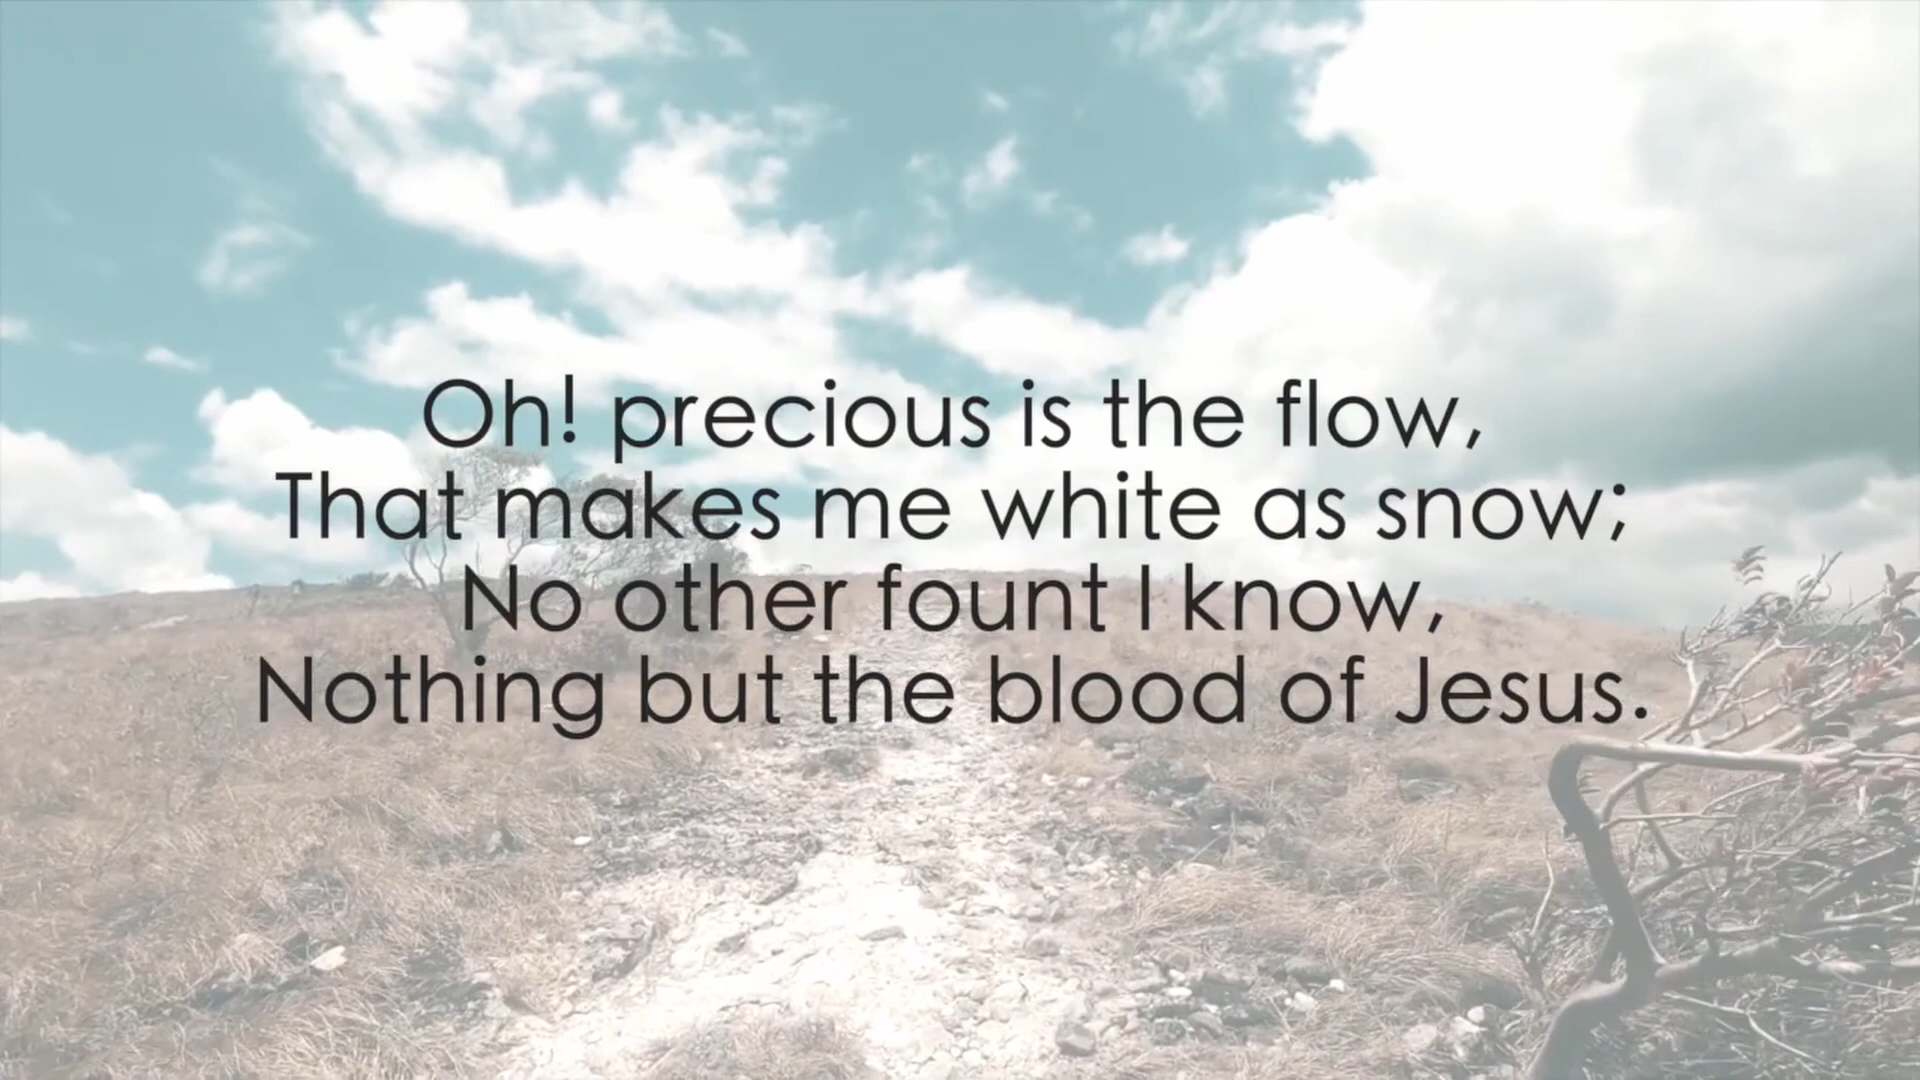 Oh! precious is the flow,
That makes me white as snow;
No other fount I know,
Nothing but the blood of Jesus.